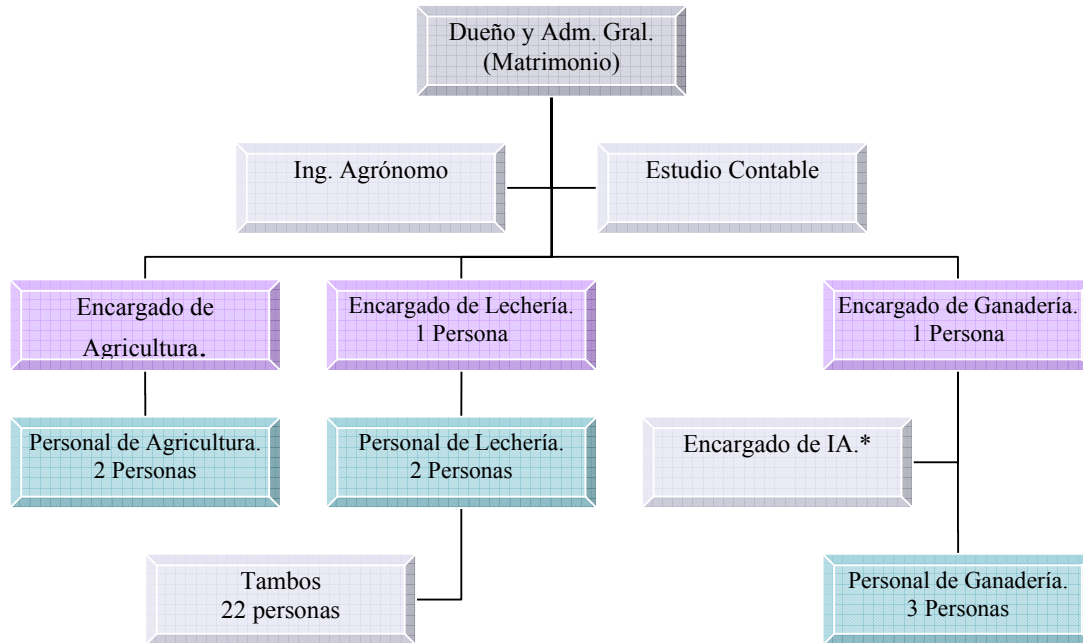 Dueño y Adm. Gral.
(Matrimonio)
Ing. Agrónomo
Estudio Contable
Encargado de
Agricultura.
Encargado de Lechería.
1 Persona
Encargado de Ganadería.
1 Persona
Personal de Agricultura.
2 Personas
Personal de Lechería.
2 Personas
Encargado de IA.*
Tambos
22 personas
Personal de Ganadería.
3 Personas